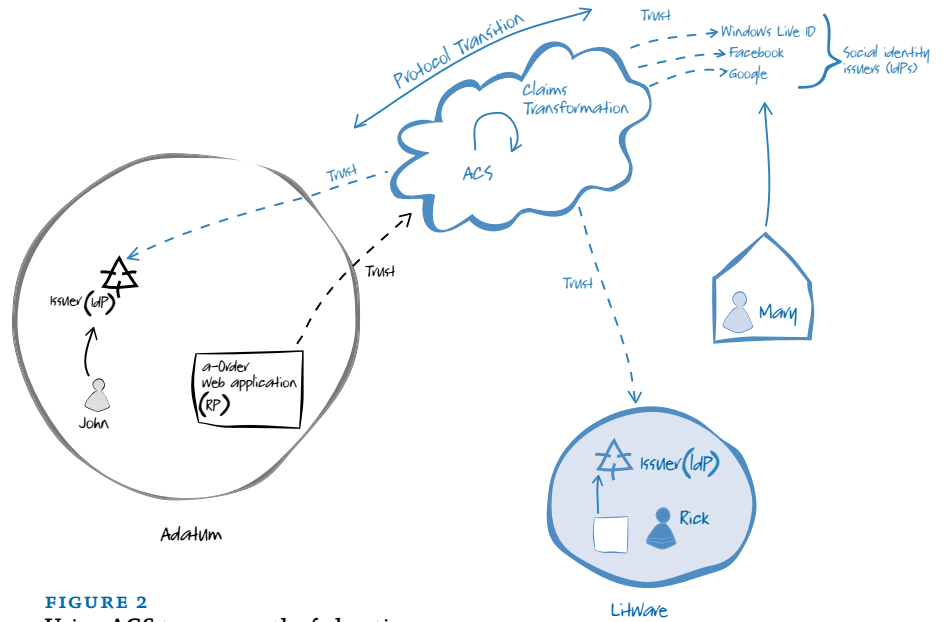 Protocol Transition
Trust
Windows Live ID
Facebook
Google
Social identity
issuers (IdPs)
Claims
Transformation
ACS
Trust
Trust
Issuer (IdP)
a-Order
Web application
(RP)
John
Adatum
Trust
Mary
Issuer (IdP)
Rick
Litware
FIGURE 2